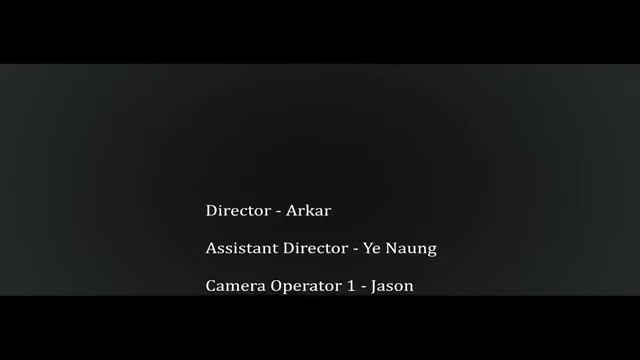 Director - Arkar
Assistant Director - Ye Naung
Camera Operator 1 - Jason